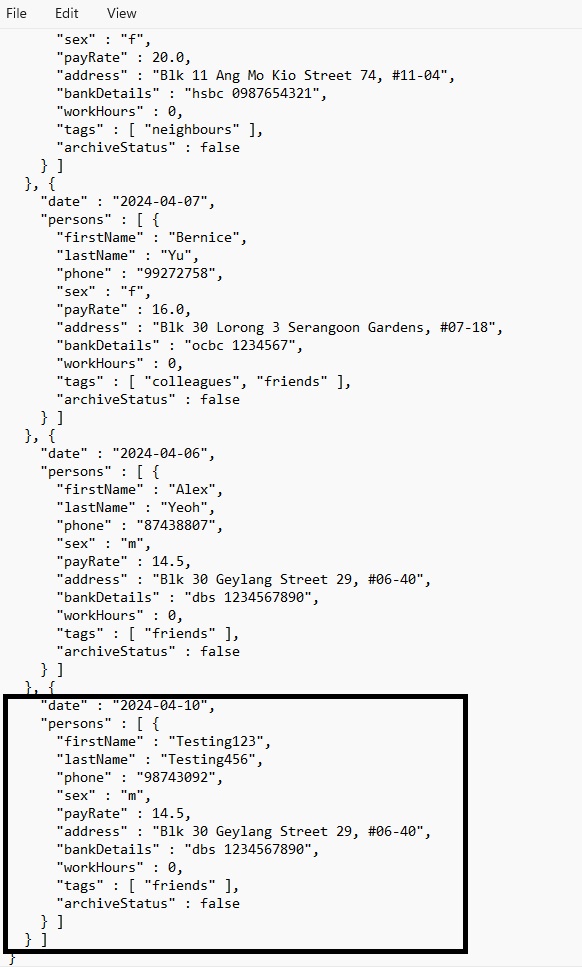 File Edit View
"sex" : "f",
"payRate" : 20.0,
"address" : "Blk 11 Ang Mo Kio Street 74, #11-04",
"bankDetails" : "hsbc 0987654321",
"workHours" : 0,
"tags" : [ "neighbours" ],
"archiveStatus" : false
} ]
}, {
"date" : "2024-04-07",
"persons" : [ {
"firstName" : "Bernice",
"lastName" : "Yu",
"phone" : "99272758",
"sex" : "f",
"payRate" : 16.0,
"address" : "Blk 30 Lorong 3 Serangoon Gardens, #07-18",
"bankDetails" : "ocbc 1234567",
"workHours" : 0,
"tags" : [ "colleagues", "friends" ],
"archiveStatus" : false
} ]
}, {
"date" : "2024-04-06",
"persons" : [ {
"firstName" : "Alex",
"lastName" : "Yeoh",
"phone" : "87438807",
"sex" : "m",
"payRate" : 14.5,
"address" : "Blk 30 Geylang Street 29, #06-40",
"bankDetails" : "dbs 1234567890",
"workHours" : 0,
"tags" : [ "friends" ],
"archiveStatus" : false
} ]
}, {
"date" : "2024-04-10",
"persons" : [ {
"firstName" : "Testing123",
"lastName" : "Testing456",
"phone" : "98743092",
"sex" : "m",
"payRate" : 14.5,
"address" : "Blk 30 Geylang Street 29, #06-40",
"bankDetails" : "dbs 1234567890",
"workHours" : 0,
"tags" : [ "friends" ],
"archiveStatus" : false
} ]
} ]
}